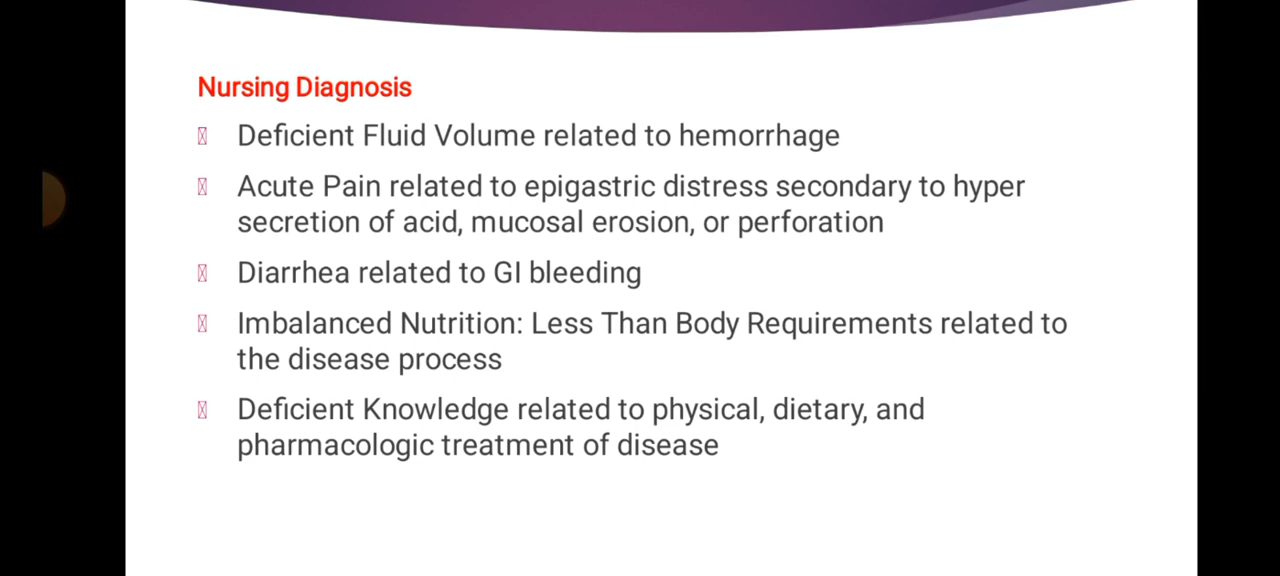 Nursing Diagnosis
Deficient Fluid Volume related to hemorrhage
Acute Pain related to epigastric distress secondary to hyper
secretion of acid, mucosal erosion, or perforation
Diarrhea related to GI bleeding
Imbalanced Nutrition: Less Than Body Requirements related to
the disease process
Deficient Knowledge related to physical, dietary, and
pharmacologic treatment of disease